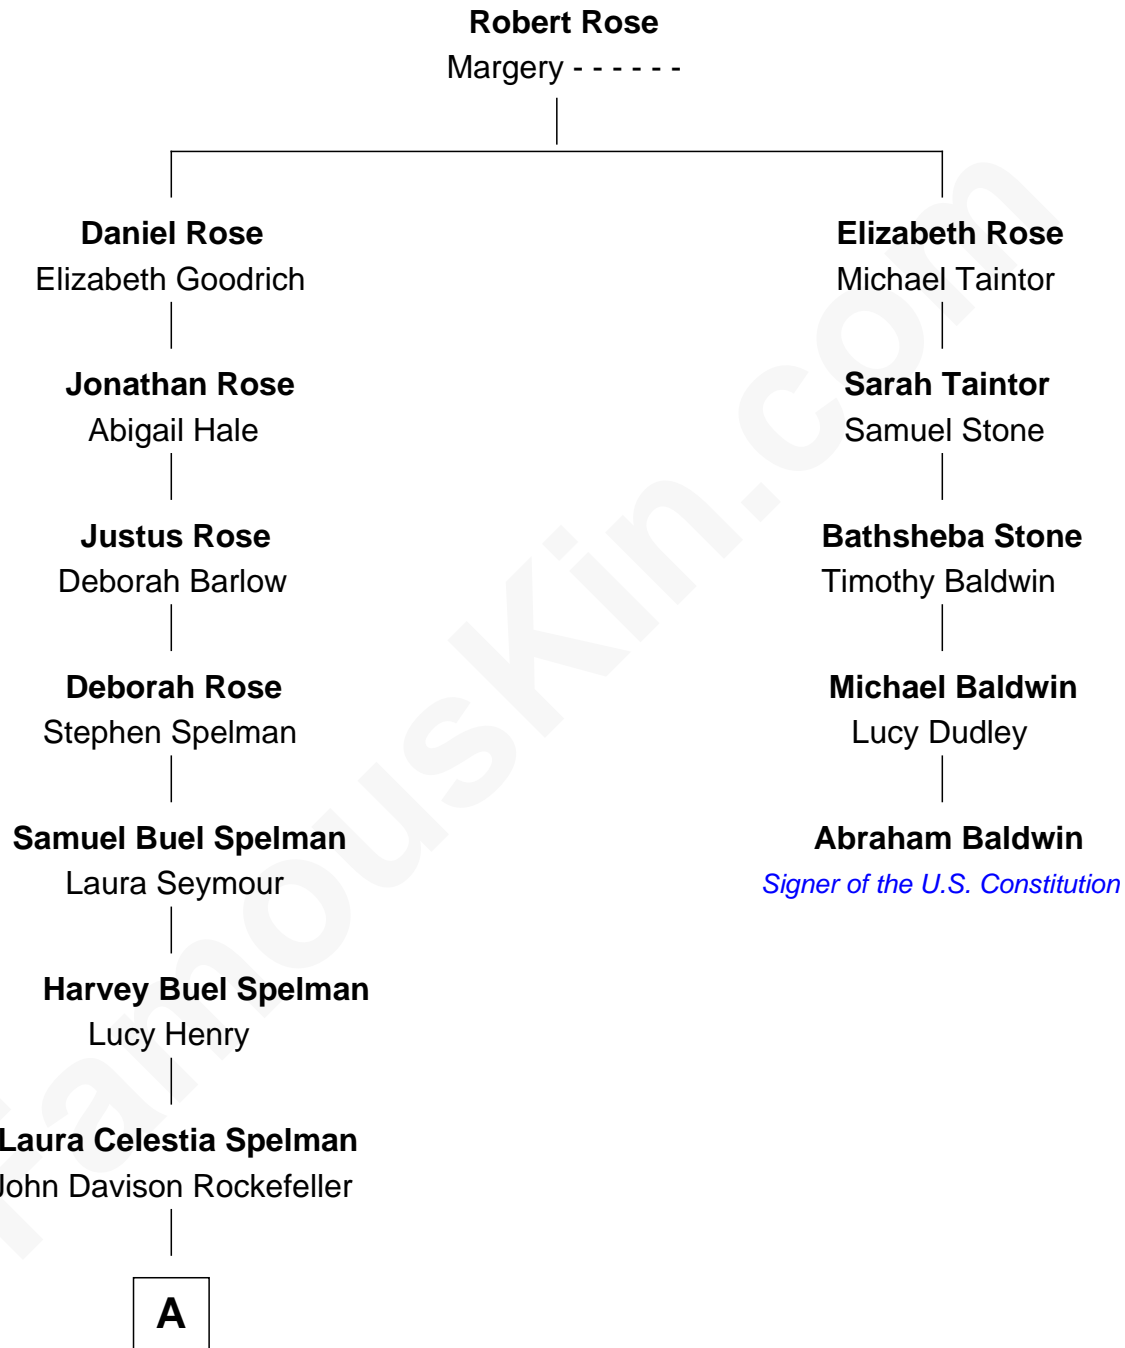 Robert Rose
Margery - - - - - -
Daniel Rose
Elizabeth Goodrich
Elizabeth Rose
Michael Taintor
Jonathan Rose
Abigail Hale
Sarah Taintor
Samuel Stone
Justus Rose
Deborah Barlow
Bathsheba Stone
Timothy Baldwin
Deborah Rose
Stephen Spelman
Michael Baldwin
Lucy Dudley
Samuel Buel Spelman
Laura Seymour
Abraham Baldwin
Signer of the U.S. Constitution
Harvey Buel Spelman
Lucy Henry
Laura Celestia Spelman
John Davison Rockefeller
A
FamousKin.com